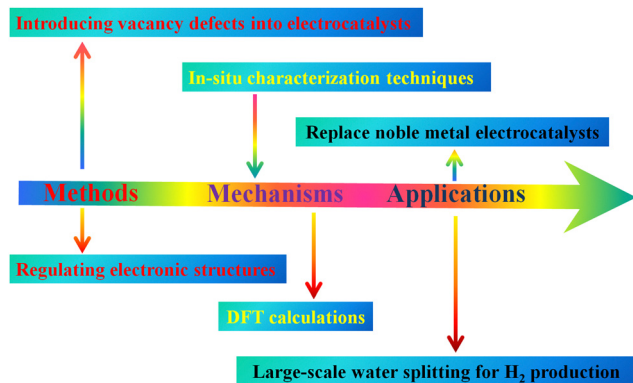 Introducing vacancy defects into electrocatalysts
In-situ characterization techniques
Replace noble metal electrocatalysts
Methods Mechanisms Applications
Regulating electronic structures
DFT calculations
Large-scale water splitting for H₂ production